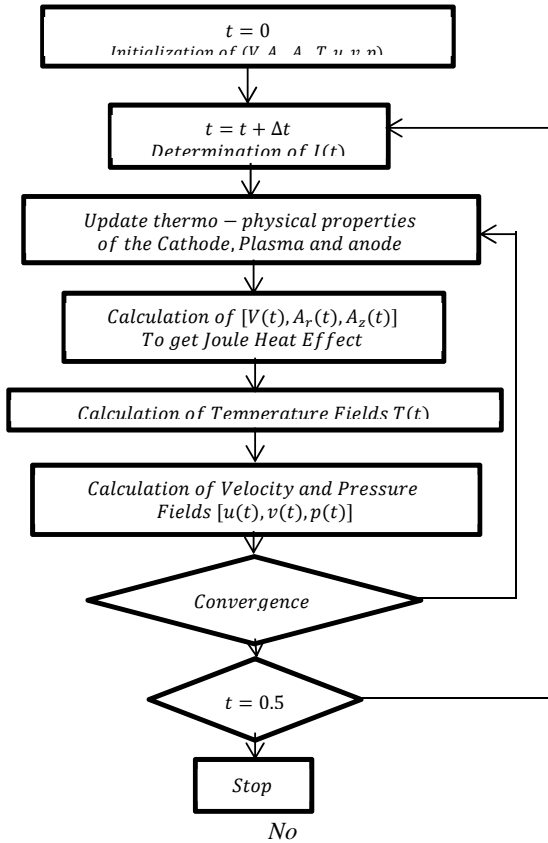 t = 0
Initialization of (V, A, A, T, u, v, p)
t = t + Δt
Determination of I(t)
Update thermo − physical properties
of the Cathode, Plasma and anode
Calculation of [V(t), A_r(t), A_z(t)]
To get Joule Heat Effect
Calculation of Temperature Fields T(t)
Calculation of Velocity and Pressure
Fields [u(t), v(t), p(t)]
Convergence
t = 0.5
Stop
No